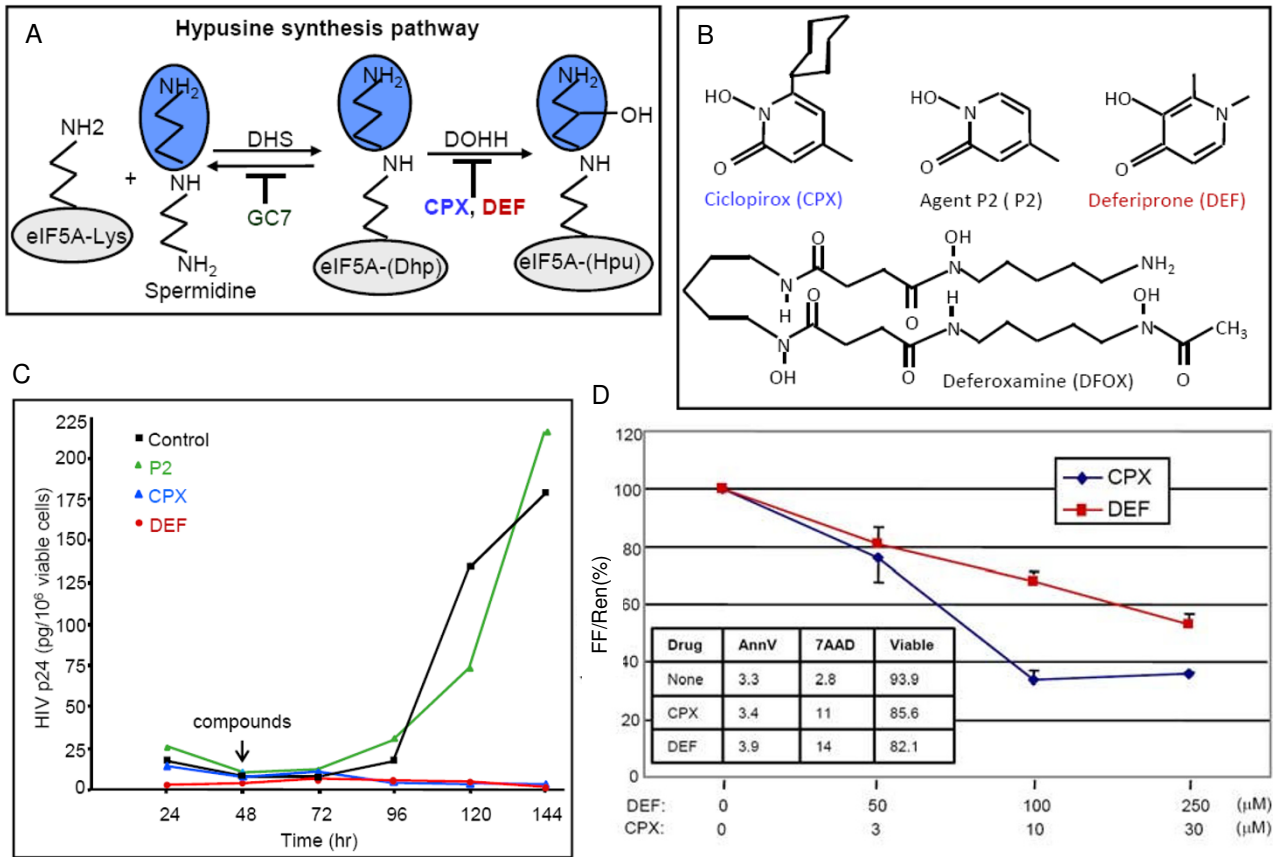 A
Hypusine synthesis pathway
NH2
+
NH2
NH
NH2
Spermidine
eIF5A-Lys
DHS
GC7
NH2
NH
eIF5A-(Dhp)
DOHH
CPX, DEF
NH2
OH
NH
eIF5A-(Hpu)
B
HO
N
O
Ciclopirox (CPX)
HO
N
O
Agent P2 ( P2)
HO
N
O
Deferiprone (DEF)
O
N
H
O
OH
N
NH2
O
N
OH
O
H
N
OH
N
CH3
O
Deferoxamine (DFOX)
C
HIV p24 (pg/10⁶ viable cells)
225
200
175
150
125
100
75
50
25
0
Control
P2
CPX
DEF
compounds
24 48 72 96 120 144
Time (hr)
D
FF/Ren(%)
120
100
80
60
40
20
0
CPX
DEF
Drug AnnV 7AAD Viable
None 3.3 2.8 93.9
CPX 3.4 11 85.6
DEF 3.9 14 82.1
DEF: 0 50 100 250 (µM)
CPX: 0 3 10 30 (µM)